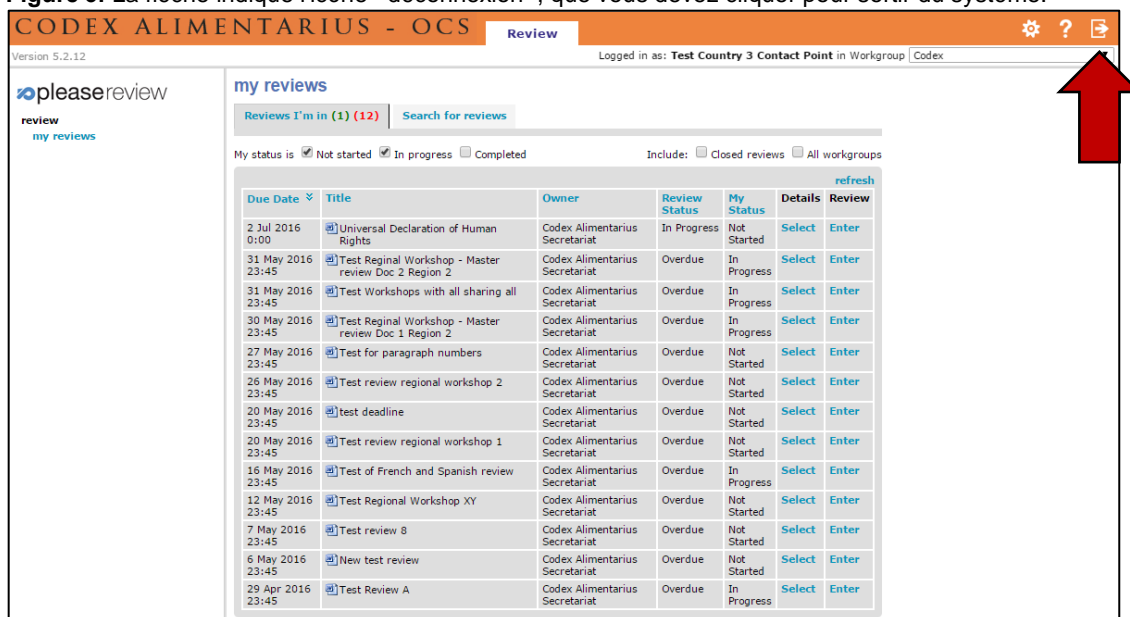 La flèche indique l'icône "déconnexion", que vous devez cliquer pour sortir du système.
CODEX ALIMENTARIUS - OCS Review ?
Version 5.2.12 Logged in as: Test Country 3 Contact Point in Workgroup Codex
pleasereview
review
my reviews
my reviews
Reviews I'm in (1) (12) Search for reviews
My status is Not started In progress Completed Include: Closed reviews All workgroups
refresh
Due Date Title Owner Review Status My Status Details Review
2 Jul 2016 0:00 Universal Declaration of Human Rights Codex Alimentarius Secretariat In Progress Not Started Select Enter
31 May 2016 23:45 Test Reginal Workshop - Master review Doc 2 Region 2 Codex Alimentarius Secretariat Overdue In Progress Select Enter
31 May 2016 23:45 Test Workshops with all sharing all Codex Alimentarius Secretariat Overdue In Progress Select Enter
30 May 2016 23:45 Test Reginal Workshop - Master review Doc 1 Region 2 Codex Alimentarius Secretariat Overdue In Progress Select Enter
27 May 2016 23:45 Test for paragraph numbers Codex Alimentarius Secretariat Overdue Not Started Select Enter
26 May 2016 23:45 Test review regional workshop 2 Codex Alimentarius Secretariat Overdue Not Started Select Enter
20 May 2016 23:45 test deadline Codex Alimentarius Secretariat Overdue Not Started Select Enter
20 May 2016 23:45 Test review regional workshop 1 Codex Alimentarius Secretariat Overdue Not Started Select Enter
16 May 2016 23:45 Test of French and Spanish review Codex Alimentarius Secretariat Overdue In Progress Select Enter
12 May 2016 23:45 Test Regional Workshop XY Codex Alimentarius Secretariat Overdue Not Started Select Enter
7 May 2016 23:45 Test review 8 Codex Alimentarius Secretariat Overdue Not Started Select Enter
6 May 2016 23:45 New test review Codex Alimentarius Secretariat Overdue Not Started Select Enter
29 Apr 2016 23:45 Test Review A Codex Alimentarius Secretariat Overdue In Progress Select Enter